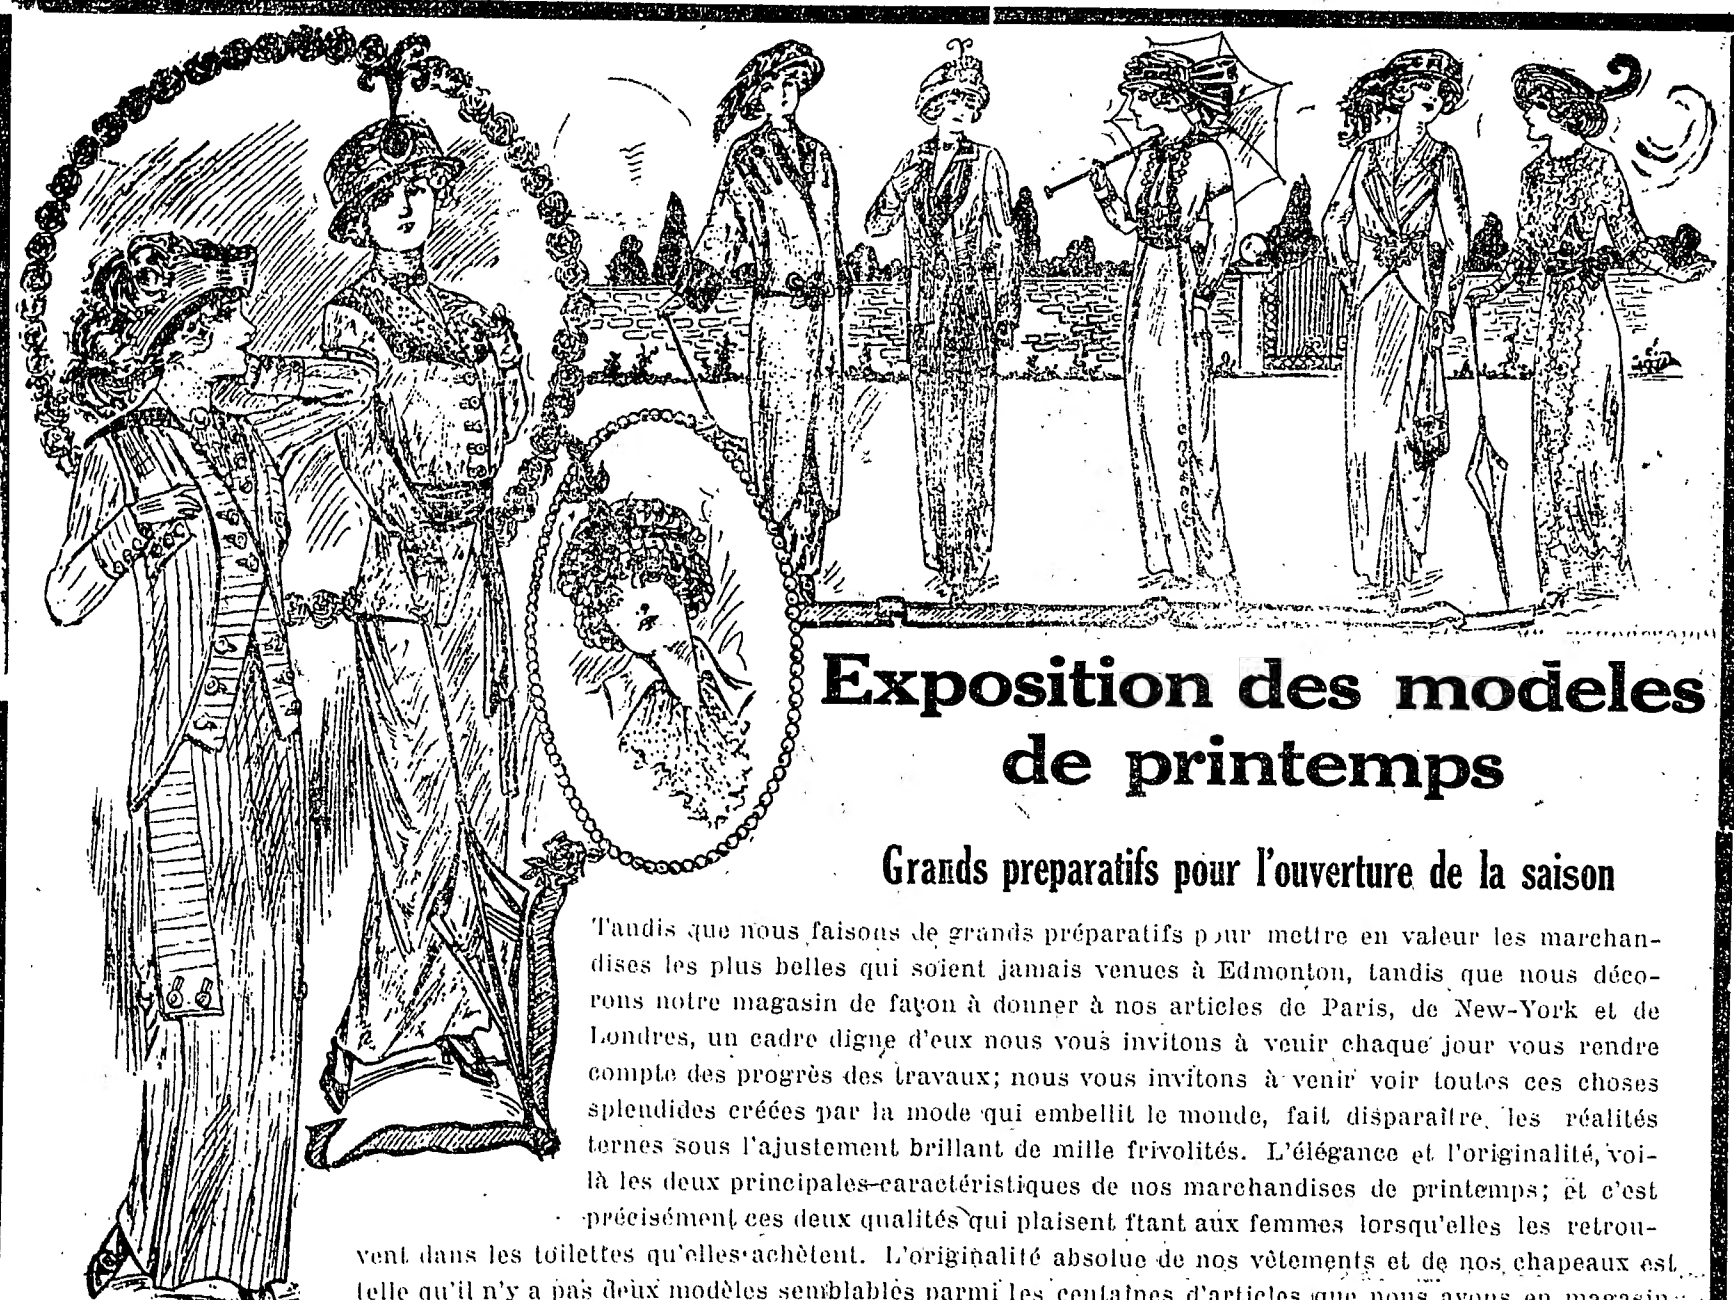 Exposition des modeles
de printemps
Grands preparatifs pour l'ouverture de la saison
Tandis que nous faisons de grands préparatifs pour mettre en valeur les marchan-
dises les plus belles qui soient jamais venues à Edmonton, tandis que nous déco-
rons notre magasin de façon à donner à nos articles de Paris, de New-York et de
Londres, un cadre digne d'eux nous vous invitons à venir chaque jour vous rendre
compte des progrès des travaux; nous vous invitons à venir voir toutes ces choses
splendides créées par la mode qui embellit le monde, fait disparaître les réalités
ternes sous l'ajustement brillant de mille frivolités. L'élégance et l'originalité, voi-
là les deux principales caractéristiques de nos marchandises de printemps; et c'est
précisément ces deux qualités qui plaisent tant aux femmes lorsqu'elles les retrou-
vent dans les toilettes qu'elles achètent. L'originalité absolue de nos vêtements et de nos chapeaux est
telle qu'il n'y a pas deux modèles semblables parmi les centaines d'articles que nous avons en magasin